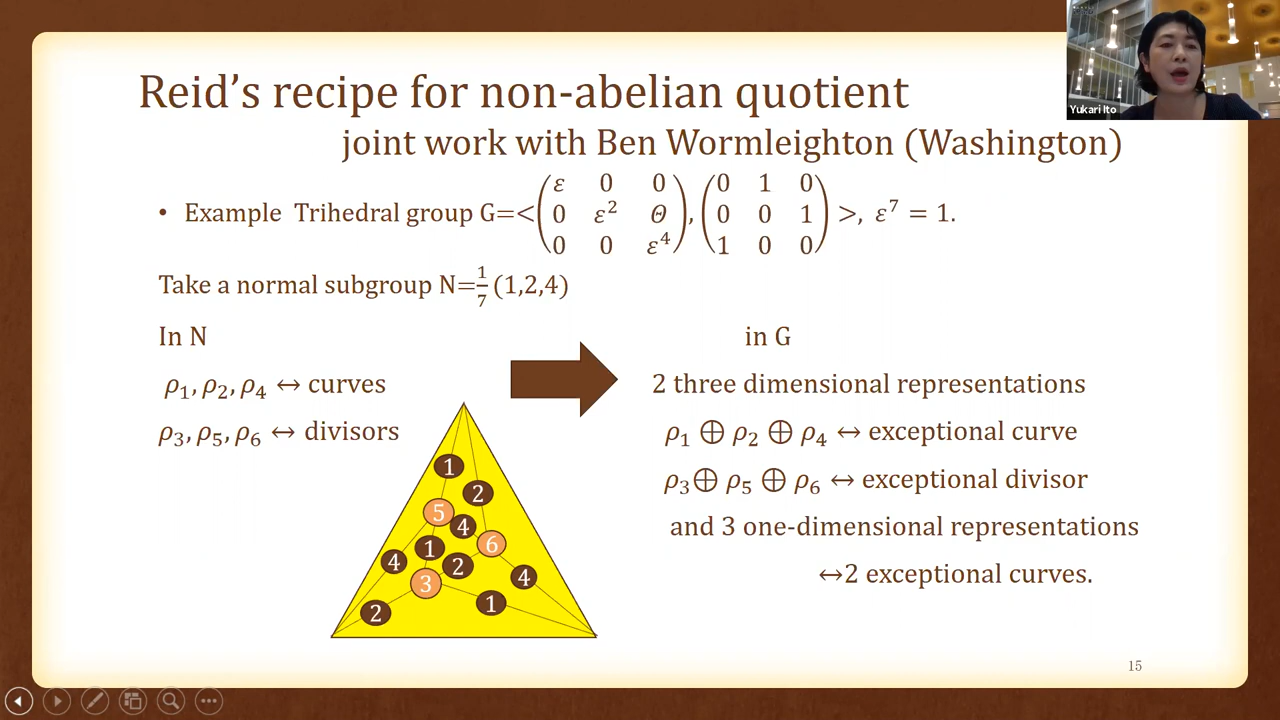 Reid's recipe for non-abelian quotient
joint work with Ben Wormleighton (Washington)
Yukari Ito
• Example Trihedral group G=<(ε 0 0
0 ε² Θ
0 0 ε⁴), (0 1 0
0 0 1
1 0 0)>, ε⁷ = 1.
Take a normal subgroup N=1/7 (1,2,4)
In N
ρ₁, ρ₂, ρ₄ ↔ curves
ρ₃, ρ₅, ρ₆ ↔ divisors
in G
2 three dimensional representations
ρ₁ ⊕ ρ₂ ⊕ ρ₄ ↔ exceptional curve
ρ₃⊕ ρ₅ ⊕ ρ₆ ↔ exceptional divisor
and 3 one-dimensional representations
↔2 exceptional curves.
1
2
5
4
6
1
4
2
4
3
1
2
15